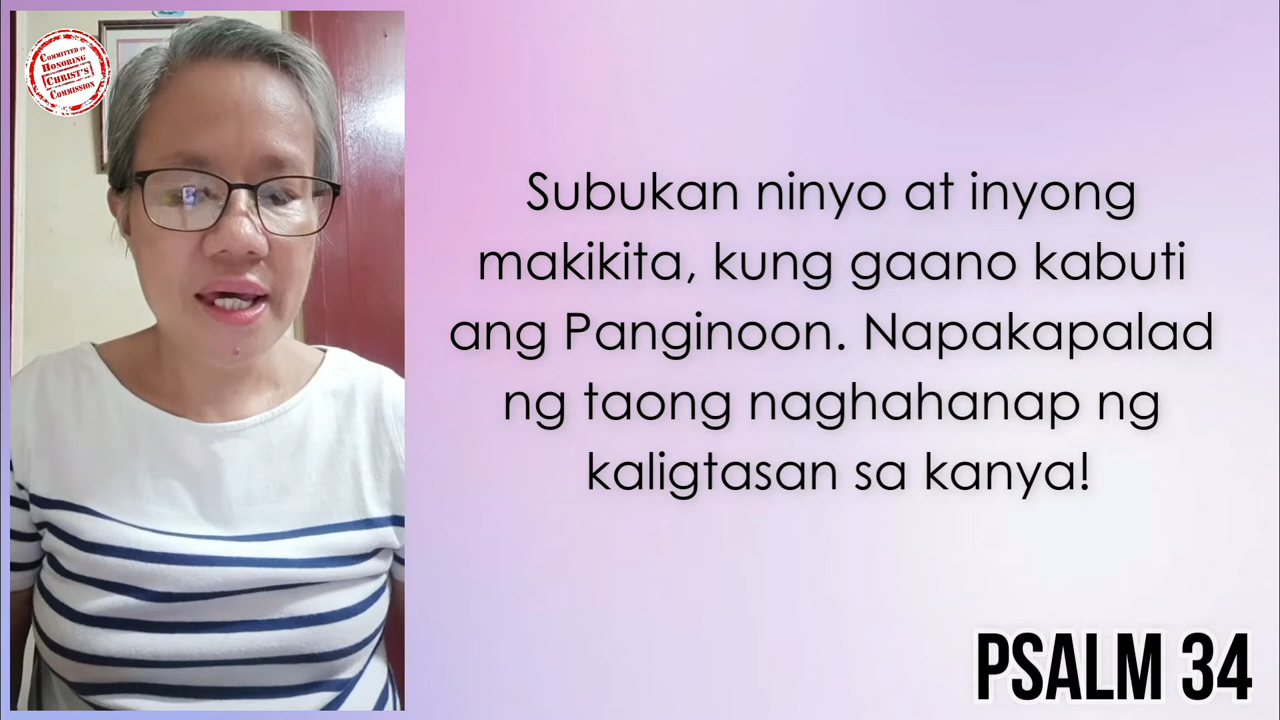 COMMITTED TO
HONORING
CHRIST'S
COMMISSION
Subukan ninyo at inyong
makikita, kung gaano kabuti
ang Panginoon. Napakapalad
ng taong naghahanap ng
kaligtasan sa kanya!
PSALM 34